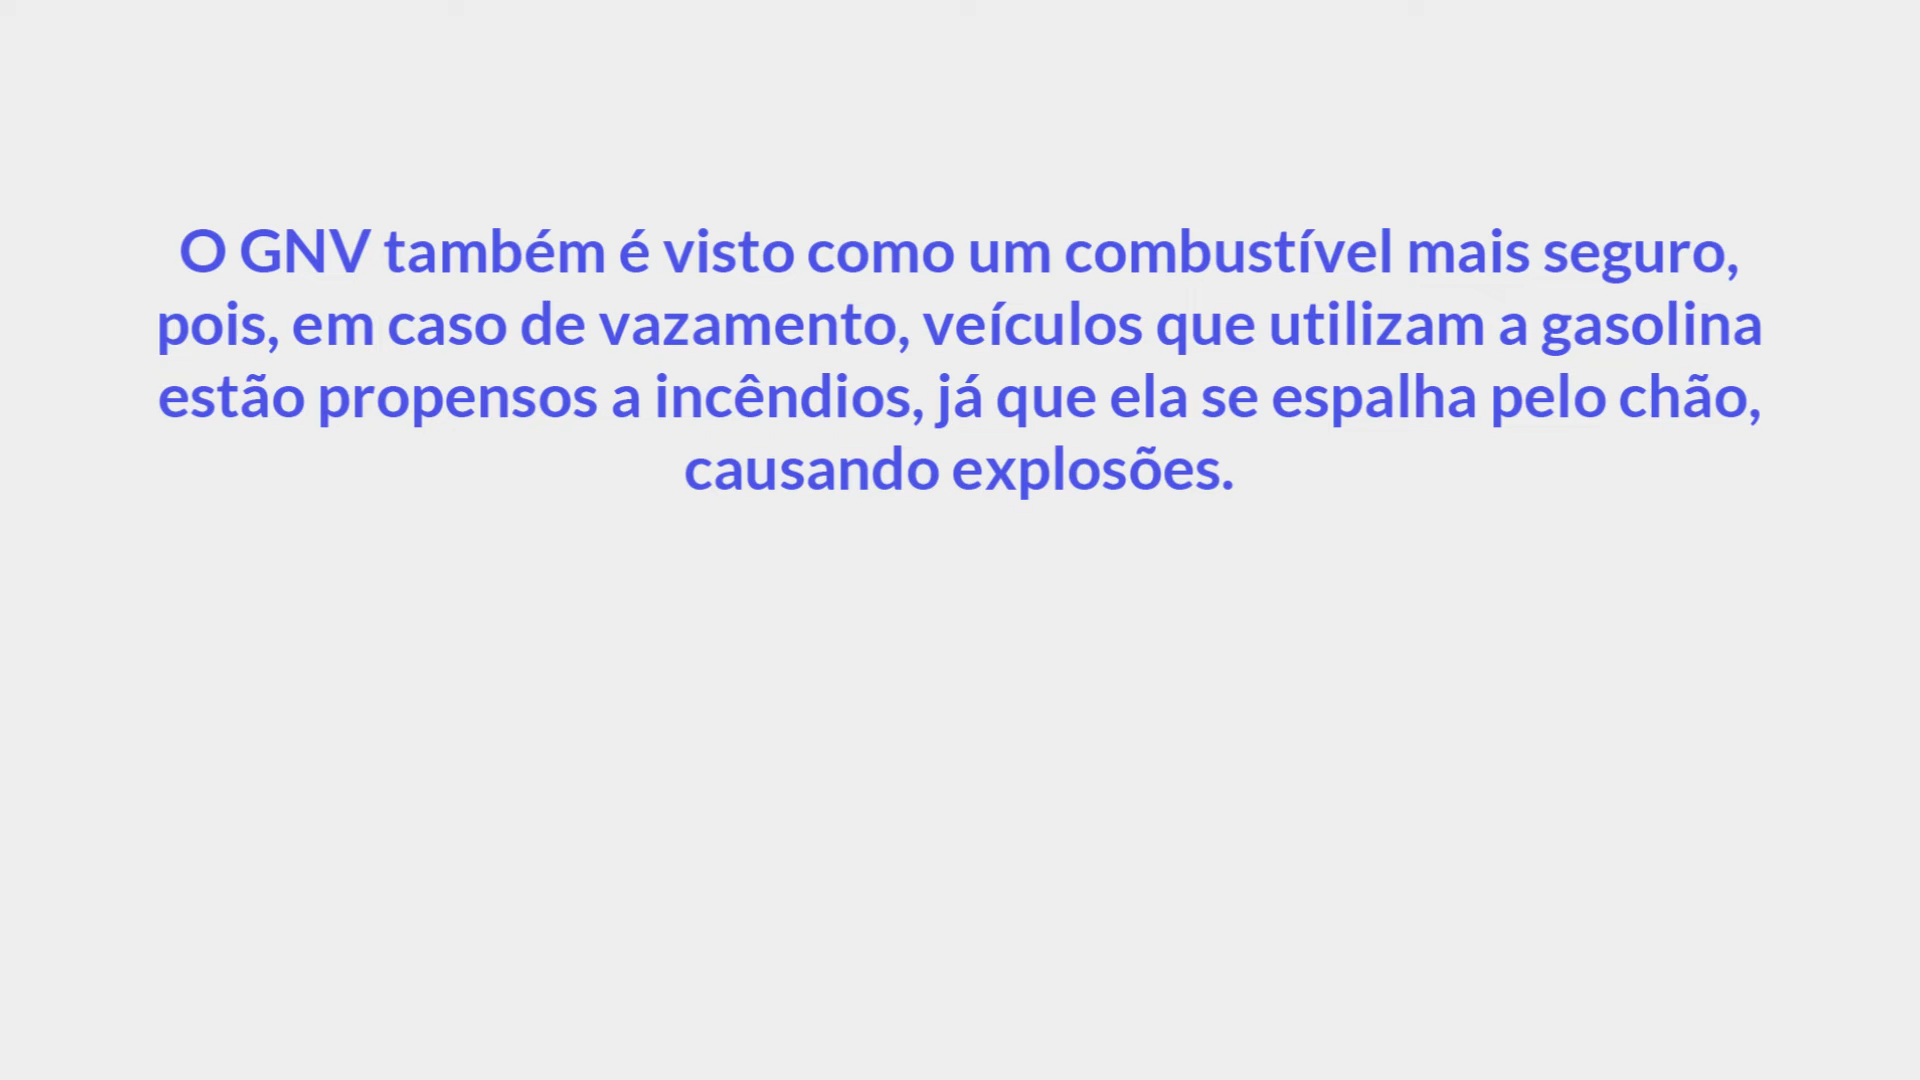 O GNV também é visto como um combustível mais seguro,
pois, em caso de vazamento, veículos que utilizam a gasolina
estão propensos a incêndios, já que ela se espalha pelo chão,
causando explosões.